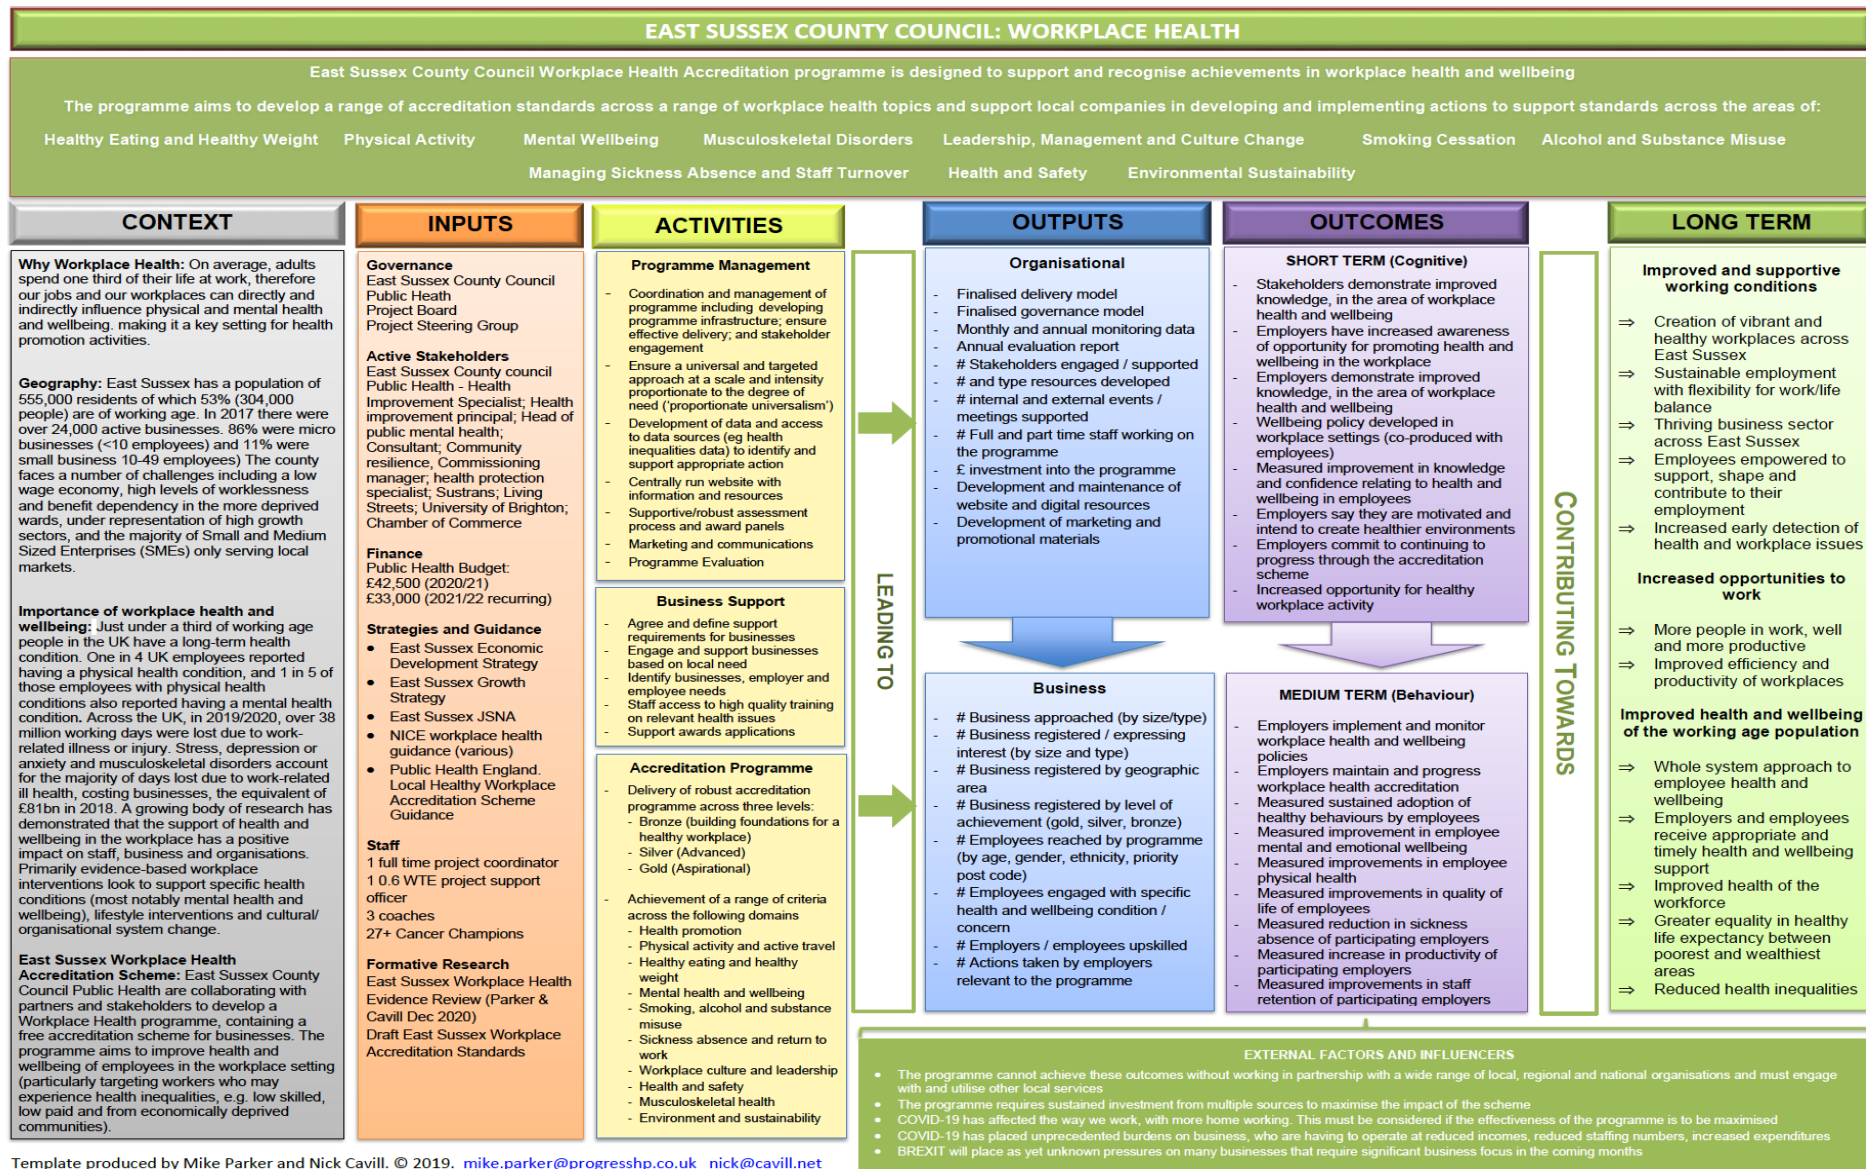 EAST SUSSEX COUNTY COUNCIL: WORKPLACE HEALTH
East Sussex County Council Workplace Health Accreditation programme is designed to support and recognise achievements in workplace health and wellbeing
The programme aims to develop a range of accreditation standards across a range of workplace health topics and support local companies in developing and implementing actions to support standards across the areas of:
Healthy Eating and Healthy Weight Physical Activity Mental Wellbeing Musculoskeletal Disorders Leadership, Management and Culture Change Smoking Cessation Alcohol and Substance Misuse
Managing Sickness Absence and Staff Turnover Health and Safety Environmental Sustainability
CONTEXT
Why Workplace Health: On average, adults
spend one third of their life at work, therefore
our jobs and our workplaces can directly and
indirectly influence physical and mental health
and wellbeing. making it a key setting for health
promotion activities.
Geography: East Sussex has a population of
555,000 residents of which 53% (304,000
people) are of working age. In 2017 there were
over 24,000 active businesses. 86% were micro
businesses (<10 employees) and 11% were
small business 10-49 employees) The county
faces a number of challenges including a low
wage economy, high levels of worklessness
and benefit dependency in the more deprived
wards, under representation of high growth
sectors, and the majority of Small and Medium
Sized Enterprises (SMEs) only serving local
markets.
Importance of workplace health and
wellbeing: Just under a third of working age
people in the UK have a long-term health
condition. One in 4 UK employees reported
having a physical health condition, and 1 in 5 of
those employees with physical health
conditions also reported having a mental health
condition. Across the UK, in 2019/2020, over 38
million working days were lost due to work-
related illness or injury. Stress, depression or
anxiety and musculoskeletal disorders account
for the majority of days lost due to work-related
ill health, costing businesses, the equivalent of
£81bn in 2018. A growing body of research has
demonstrated that the support of health and
wellbeing in the workplace has a positive
impact on staff, business and organisations.
Primarily evidence-based workplace
interventions look to support specific health
conditions (most notably mental health and
wellbeing), lifestyle interventions and cultural/
organisational system change.
East Sussex Workplace Health
Accreditation Scheme: East Sussex County
Council Public Health are collaborating with
partners and stakeholders to develop a
Workplace Health programme, containing a
free accreditation scheme for businesses. The
programme aims to improve health and
wellbeing of employees in the workplace setting
(particularly targeting workers who may
experience health inequalities, e.g. low skilled,
low paid and from economically deprived
communities).
INPUTS
Governance
East Sussex County Council
Public Heath
Project Board
Project Steering Group
Active Stakeholders
East Sussex County council
Public Health - Health
Improvement Specialist; Health
improvement principal; Head of
public mental health;
Consultant; Community
resilience, Commissioning
manager; health protection
specialist; Sustrans; Living
Streets; University of Brighton;
Chamber of Commerce
Finance
Public Health Budget:
£42,500 (2020/21)
£33,000 (2021/22 recurring)
Strategies and Guidance
• East Sussex Economic
Development Strategy
• East Sussex Growth
Strategy
• East Sussex JSNA
• NICE workplace health
guidance (various)
• Public Health England.
Local Healthy Workplace
Accreditation Scheme
Guidance
Staff
1 full time project coordinator
1 0.6 WTE project support
officer
3 coaches
27+ Cancer Champions
Formative Research
East Sussex Workplace Health
Evidence Review (Parker &
Cavill Dec 2020)
Draft East Sussex Workplace
Accreditation Standards
ACTIVITIES
Programme Management
- Coordination and management of
programme including developing
programme infrastructure; ensure
effective delivery; and stakeholder
engagement
- Ensure a universal and targeted
approach at a scale and intensity
proportionate to the degree of
need ('proportionate universalism')
- Development of data and access
to data sources (eg health
inequalities data) to identify and
support appropriate action
- Centrally run website with
information and resources
- Supportive/robust assessment
process and award panels
- Marketing and communications
- Programme Evaluation
Business Support
- Agree and define support
requirements for businesses
- Engage and support businesses
based on local need
- Identify businesses, employer and
employee needs
- Staff access to high quality training
on relevant health issues
- Support awards applications
Accreditation Programme
- Delivery of robust accreditation
programme across three levels:
- Bronze (building foundations for a
healthy workplace)
- Silver (Advanced)
- Gold (Aspirational)
- Achievement of a range of criteria
across the following domains
- Health promotion
- Physical activity and active travel
- Healthy eating and healthy
weight
- Mental health and wellbeing
- Smoking, alcohol and substance
misuse
- Sickness absence and return to
work
- Workplace culture and leadership
- Health and safety
- Musculoskeletal health
- Environment and sustainability
LEADING TO
OUTPUTS
Organisational
- Finalised delivery model
- Finalised governance model
- Monthly and annual monitoring data
- Annual evaluation report
- # Stakeholders engaged / supported
- # and type resources developed
- # internal and external events /
meetings supported
- # Full and part time staff working on
the programme
- £ investment into the programme
- Development and maintenance of
website and digital resources
- Development of marketing and
promotional materials
Business
- # Business approached (by size/type)
- # Business registered / expressing
interest (by size and type)
- # Business registered by geographic
area
- # Business registered by level of
achievement (gold, silver, bronze)
- # Employees reached by programme
(by age, gender, ethnicity, priority
post code)
- # Employees engaged with specific
health and wellbeing condition /
concern
- # Employers / employees upskilled
- # Actions taken by employers
relevant to the programme
OUTCOMES
SHORT TERM (Cognitive)
- Stakeholders demonstrate improved
knowledge, in the area of workplace
health and wellbeing
- Employers have increased awareness
of opportunity for promoting health and
wellbeing in the workplace
- Employers demonstrate improved
knowledge, in the area of workplace
health and wellbeing
- Wellbeing policy developed in
workplace settings (co-produced with
employees)
- Measured improvement in knowledge
and confidence relating to health and
wellbeing in employees
- Employers say they are motivated and
intend to create healthier environments
- Employers commit to continuing to
progress through the accreditation
scheme
- Increased opportunity for healthy
workplace activity
MEDIUM TERM (Behaviour)
- Employers implement and monitor
workplace health and wellbeing
policies
- Employers maintain and progress
workplace health accreditation
- Measured sustained adoption of
healthy behaviours by employees
- Measured improvement in employee
mental and emotional wellbeing
- Measured improvements in employee
physical health
- Measured improvements in quality of
life of employees
- Measured reduction in sickness
absence of participating employers
- Measured increase in productivity of
participating employers
- Measured improvements in staff
retention of participating employers
CONTRIBUTING TOWARDS
LONG TERM
Improved and supportive
working conditions
⇒ Creation of vibrant and
healthy workplaces across
East Sussex
⇒ Sustainable employment
with flexibility for work/life
balance
⇒ Thriving business sector
across East Sussex
⇒ Employees empowered to
support, shape and
contribute to their
employment
⇒ Increased early detection of
health and workplace issues
Increased opportunities to
work
⇒ More people in work, well
and more productive
⇒ Improved efficiency and
productivity of workplaces
Improved health and wellbeing
of the working age population
⇒ Whole system approach to
employee health and
wellbeing
⇒ Employers and employees
receive appropriate and
timely health and wellbeing
support
⇒ Improved health of the
workforce
⇒ Greater equality in healthy
life expectancy between
poorest and wealthiest
areas
⇒ Reduced health inequalities
EXTERNAL FACTORS AND INFLUENCERS
• The programme cannot achieve these outcomes without working in partnership with a wide range of local, regional and national organisations and must engage
with and utilise other local services
• The programme requires sustained investment from multiple sources to maximise the impact of the scheme
• COVID-19 has affected the way we work, with more home working. This must be considered if the effectiveness of the programme is to be maximised
• COVID-19 has placed unprecedented burdens on business, who are having to operate at reduced incomes, reduced staffing numbers, increased expenditures
• BREXIT will place as yet unknown pressures on many businesses that require significant business focus in the coming months
Template produced by Mike Parker and Nick Cavill. © 2019. mike.parker@progresshp.co.uk nick@cavill.net